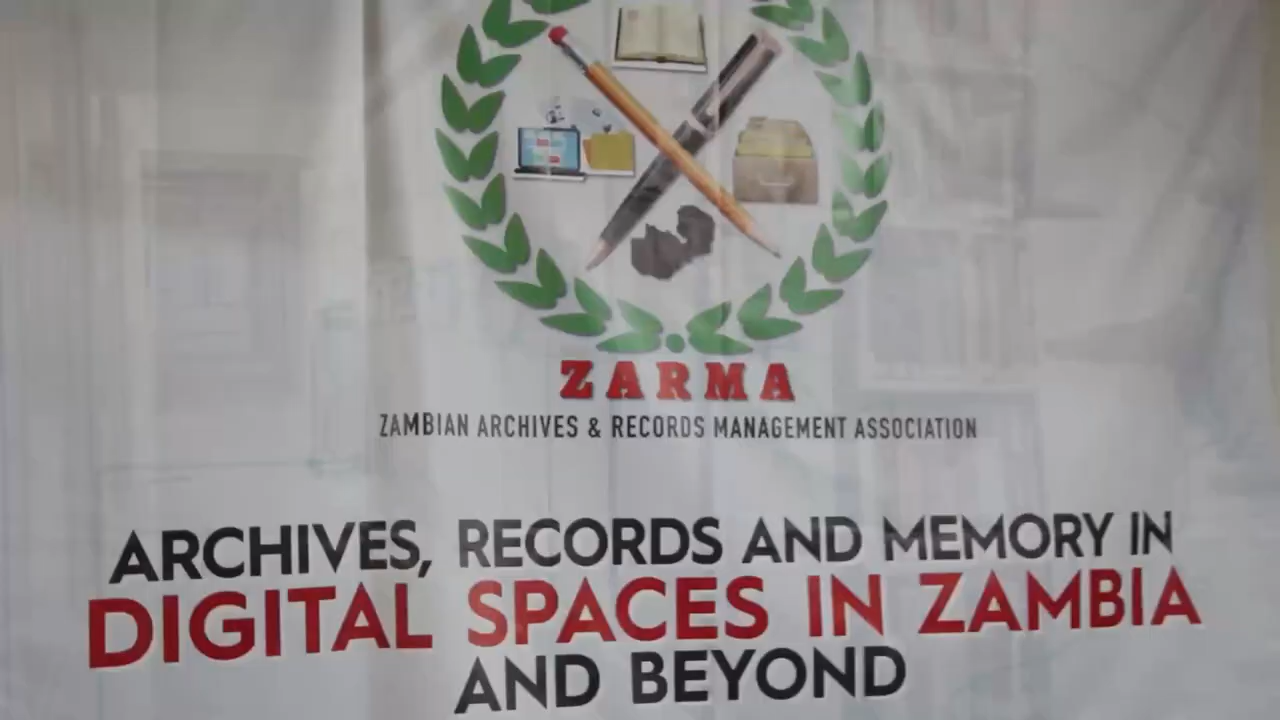 ZARMA
ZAMBIAN ARCHIVES & RECORDS MANAGEMENT ASSOCIATION
ARCHIVES, RECORDS AND MEMORY IN
DIGITAL SPACES IN ZAMBIA
AND BEYOND